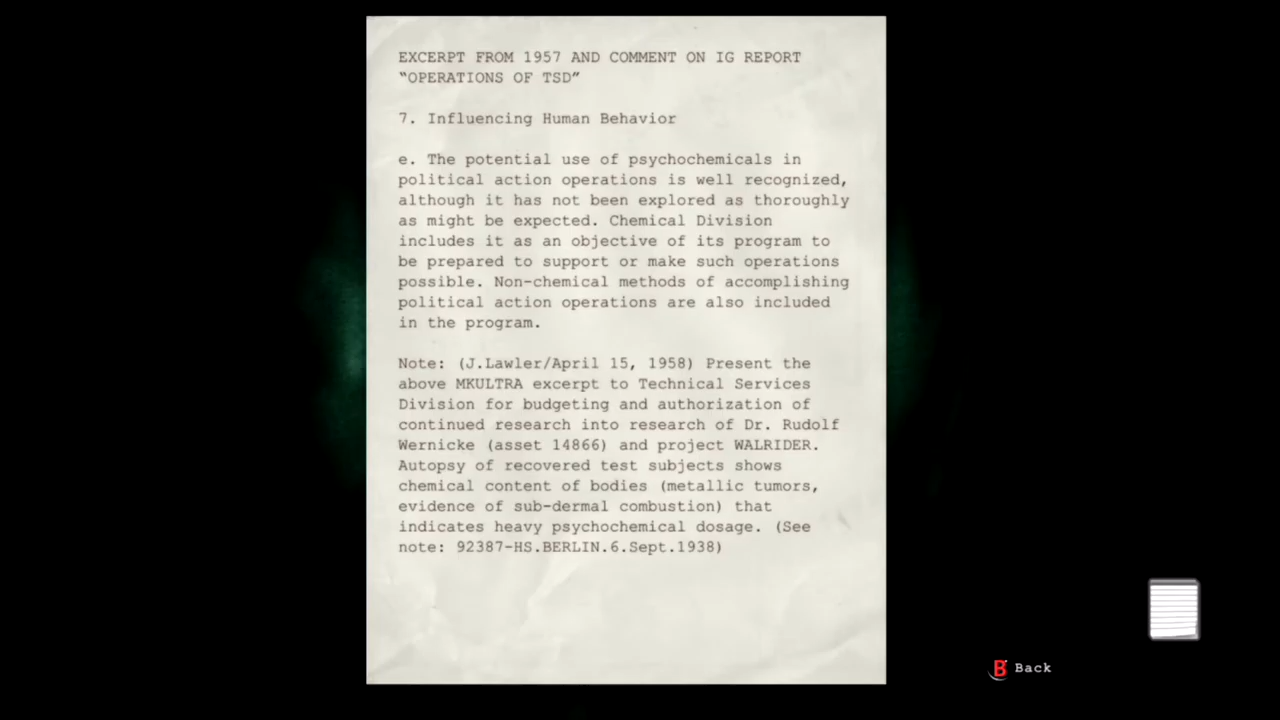 EXCERPT FROM 1957 AND COMMENT ON IG REPORT
“OPERATIONS OF TSD”
7. Influencing Human Behavior
e. The potential use of psychochemicals in
political action operations is well recognized,
although it has not been explored as thoroughly
as might be expected. Chemical Division
includes it as an objective of its program to
be prepared to support or make such operations
possible. Non-chemical methods of accomplishing
political action operations are also included
in the program.
Note: (J.Lawler/April 15, 1958) Present the
above MKULTRA excerpt to Technical Services
Division for budgeting and authorization of
continued research into research of Dr. Rudolf
Wernicke (asset 14866) and project WALRIDER.
Autopsy of recovered test subjects shows
chemical content of bodies (metallic tumors,
evidence of sub-dermal combustion) that
indicates heavy psychochemical dosage. (See
note: 92387-HS.BERLIN.6.Sept.1938)
B Back